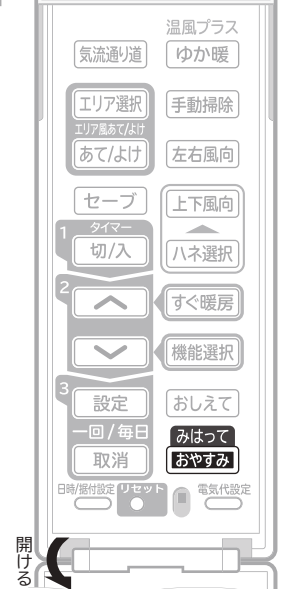 温風プラス
気流通り道
ゆか暖
エリア選択
手動掃除
エリア風あて/よけ
あて/よけ
左右風向
セーブ
上下風向
1
タイマー
切/入
ハネ選択
2
すぐ暖房
機能選択
3
設定
おしえて
一回/毎日
みはって
取消
おやすみ
日時/据付設定
リセット
電気代設定
開ける